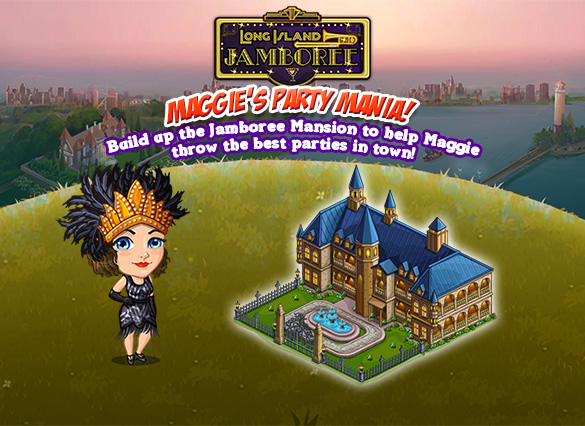 LONG ISLAND
JAMBOREE
MAGGIE'S PARTY MANIA!
Build up the Jamboree Mansion to help Maggie
throw the best parties in town!